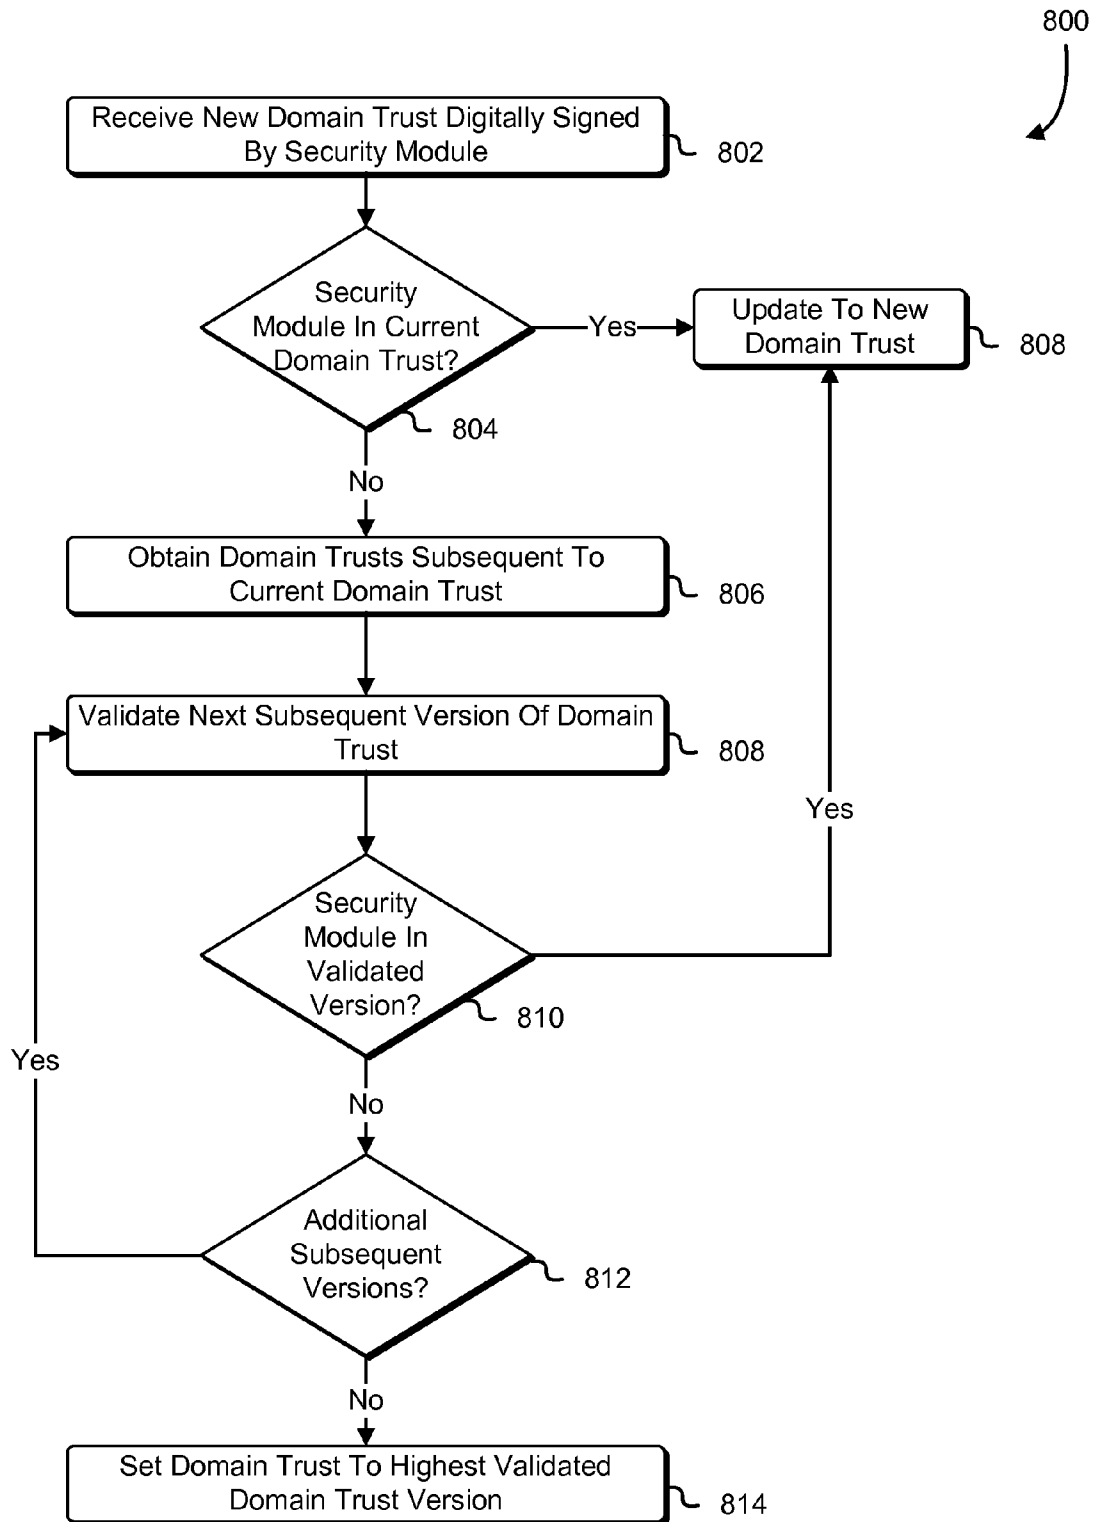 800
Receive New Domain Trust Digitally Signed
By Security Module
802
Security
Module In Current
Domain Trust?
804
Yes
Update To New
Domain Trust
808
No
Obtain Domain Trusts Subsequent To
Current Domain Trust
806
Validate Next Subsequent Version Of Domain
Trust
808
Yes
Security
Module In
Validated
Version?
810
Yes
No
Additional
Subsequent
Versions?
812
No
Set Domain Trust To Highest Validated
Domain Trust Version
814